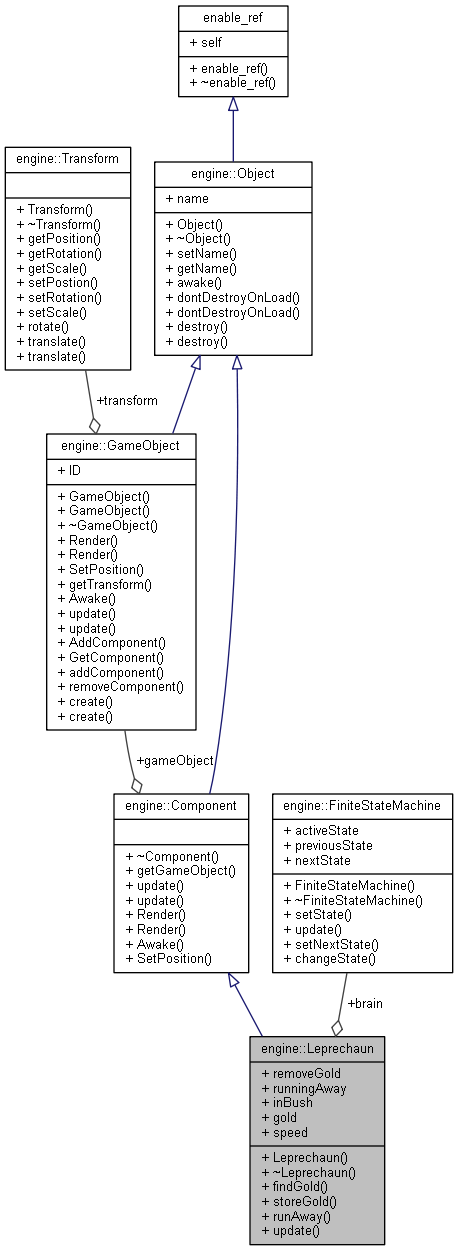 enable_ref
+ self
+ enable_ref()
+ ~enable_ref()
engine::Transform
+ Transform()
+ ~Transform()
+ getPosition()
+ getRotation()
+ getScale()
+ setPostion()
+ setRotation()
+ setScale()
+ rotate()
+ translate()
+ translate()
engine::Object
+ name
+ Object()
+ ~Object()
+ setName()
+ getName()
+ awake()
+ dontDestroyOnLoad()
+ dontDestroyOnLoad()
+ destroy()
+ destroy()
+transform
engine::GameObject
+ ID
+ GameObject()
+ GameObject()
+ ~GameObject()
+ Render()
+ Render()
+ SetPosition()
+ getTransform()
+ Awake()
+ update()
+ update()
+ AddComponent()
+ GetComponent()
+ addComponent()
+ removeComponent()
+ create()
+ create()
+gameObject
engine::Component
+ ~Component()
+ getGameObject()
+ update()
+ update()
+ Render()
+ Render()
+ Awake()
+ SetPosition()
engine::FiniteStateMachine
+ activeState
+ previousState
+ nextState
+ FiniteStateMachine()
+ ~FiniteStateMachine()
+ setState()
+ update()
+ setNextState()
+ changeState()
+brain
engine::Leprechaun
+ removeGold
+ runningAway
+ inBush
+ gold
+ speed
+ Leprechaun()
+ ~Leprechaun()
+ findGold()
+ storeGold()
+ runAway()
+ update()